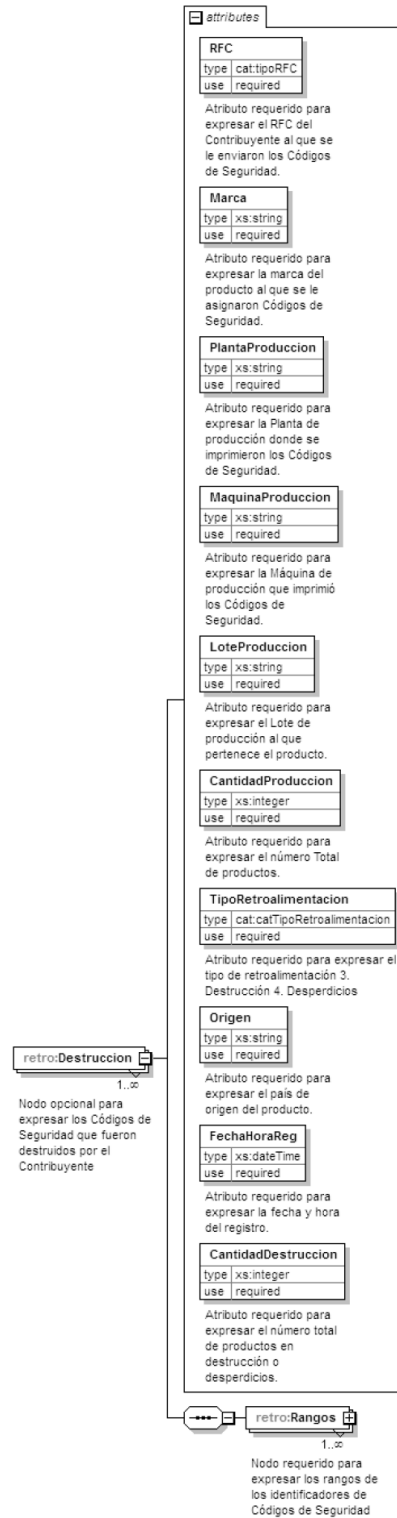 attributes
RFC
type cat:tipoRFC
use required
Atributo requerido para
expresar el RFC del
Contribuyente al que se
le enviaron los Códigos
de Seguridad.
Marca
type xs:string
use required
Atributo requerido para
expresar la marca del
producto al que se le
asignaron Códigos de
Seguridad.
PlantaProduccion
type xs:string
use required
Atributo requerido para
expresar la Planta de
producción donde se
imprimieron los Códigos
de Seguridad.
MaquinaProduccion
type xs:string
use required
Atributo requerido para
expresar la Máquina de
producción que imprimió
los Códigos de
Seguridad.
LoteProduccion
type xs:string
use required
Atributo requerido para
expresar el Lote de
producción al que
pertenece el producto.
CantidadProduccion
type xs:integer
use required
Atributo requerido para
expresar el número Total
de productos.
TipoRetroalimentacion
type cat:catTipoRetroalimentacion
use required
Atributo requerido para expresar el
tipo de retroalimentación 3.
Destrucción 4. Desperdicios
Origen
type xs:string
use required
Atributo requerido para
expresar el país de
origen del producto.
FechaHoraReg
type xs:dateTime
use required
Atributo requerido para
expresar la fecha y hora
del registro.
CantidadDestruccion
type xs:integer
use required
Atributo requerido para
expresar el número total
de productos en
destrucción o
desperdicios.
retro:Destruccion
1..∞
Nodo opcional para
expresar los Códigos de
Seguridad que fueron
destruidos por el
Contribuyente
retro:Rangos
1..∞
Nodo requerido para
expresar los rangos de
los identificadores de
Códigos de Seguridad